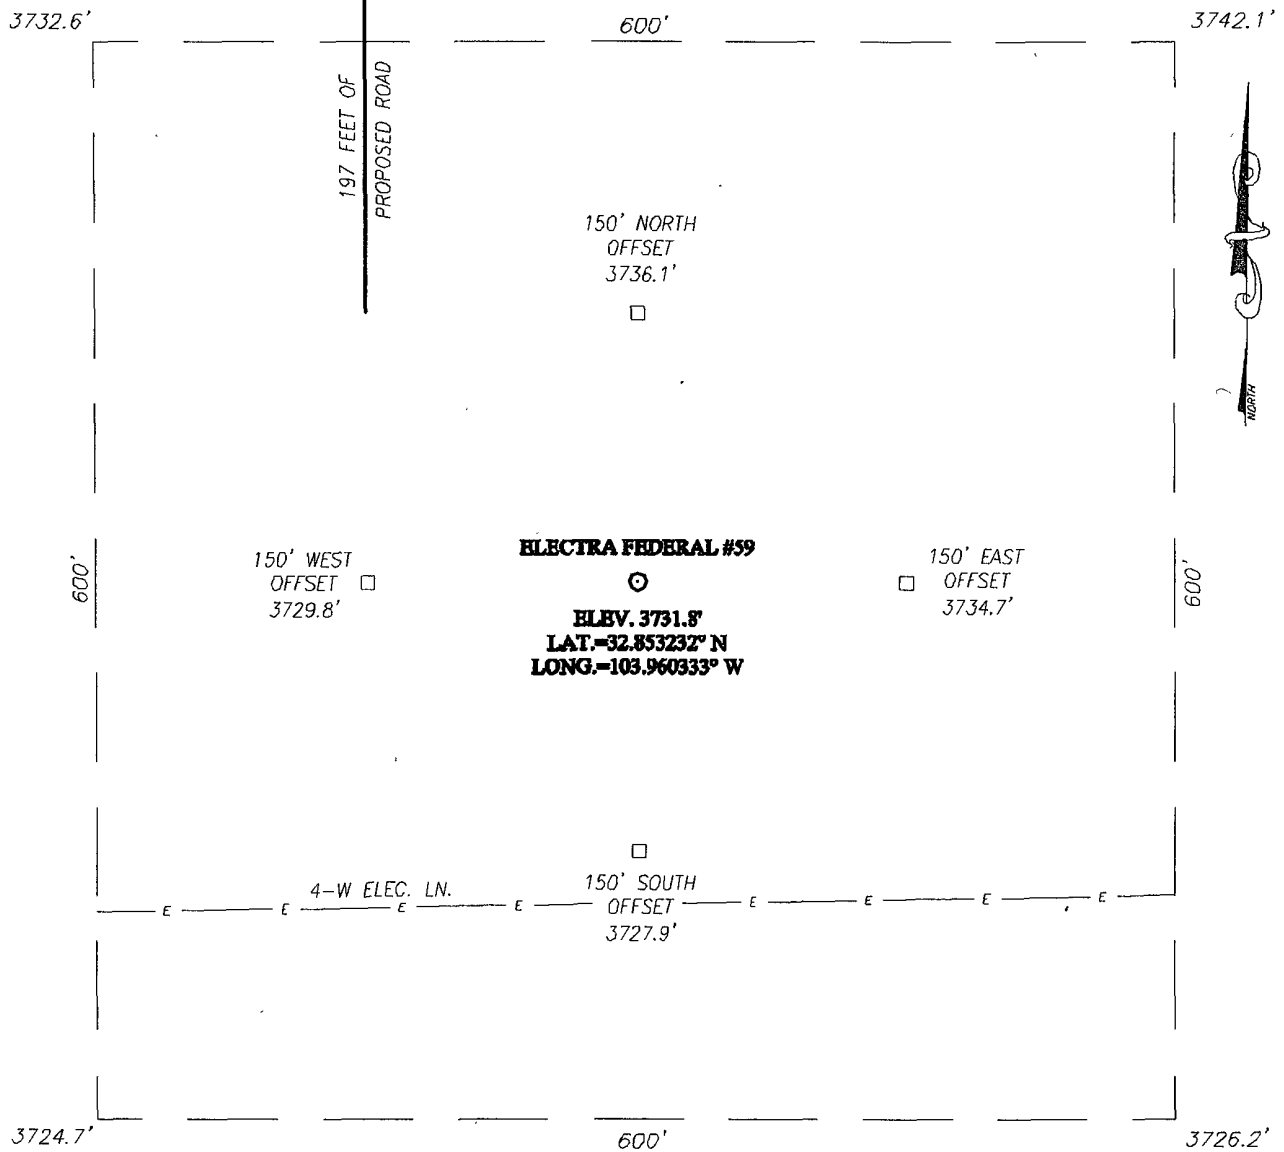 3732.6'
600'
3742.1'
197 FEET OF
PROPOSED ROAD
150' NORTH
OFFSET
3736.1'
NORTH
600'
150' WEST
OFFSET
3729.8'
ELECTRA FEDERAL #59
ELEV. 3731.8'
LAT.=32.853232° N
LONG.=103.960333° W
150' EAST
OFFSET
3734.7'
600'
4-W ELEC. LN.
E E E E E E E E
150' SOUTH
OFFSET
3727.9'
3724.7'
600'
3726.2'